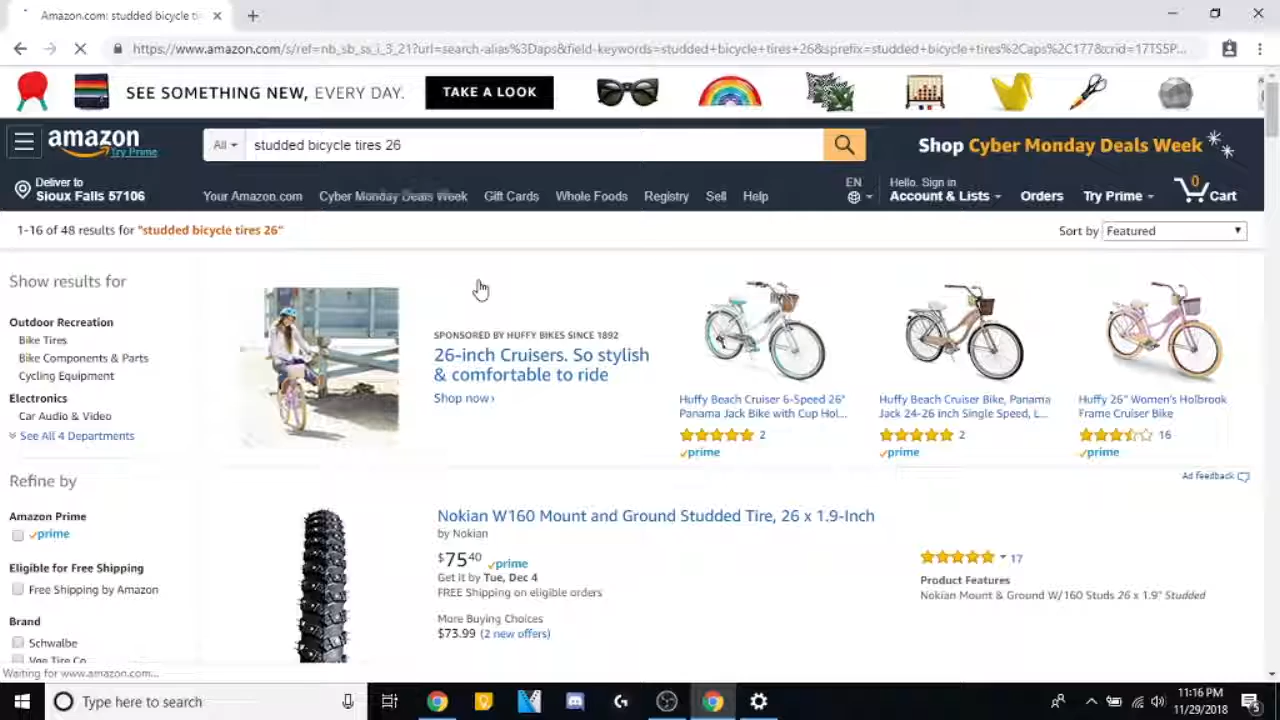 Amazon.com: studded bicycle ti
https://www.amazon.com/s/ref=nb_sb_ss_i_3_21?url=search-alias%3Daps&field-keywords=studded+bicycle+tires+26&sprefix=studded+bicycle+tires%2Caps%2C177&crid=17TS5P...
SEE SOMETHING NEW, EVERY DAY. TAKE A LOOK
amazon
Try Prime
All studded bicycle tires 26
Shop Cyber Monday Deals Week
Deliver to
Sioux Falls 57106
Your Amazon.com Cyber Monday Deals Week Gift Cards Whole Foods Registry Sell Help
EN
Hello. Sign in
Account & Lists Orders Try Prime 0 Cart
1-16 of 48 results for "studded bicycle tires 26"
Sort by Featured
Show results for
Outdoor Recreation
Bike Tires
Bike Components & Parts
Cycling Equipment
Electronics
Car Audio & Video
See All 4 Departments
SPONSORED BY HUFFY BIKES SINCE 1892
26-inch Cruisers. So stylish
& comfortable to ride
Shop now›
Huffy Beach Cruiser 6-Speed 26"
Panama Jack Bike with Cup Hol...
2
prime
Huffy Beach Cruiser Bike, Panama
Jack 24-26 inch Single Speed, L...
2
prime
Huffy 26" Women's Holbrook
Frame Cruiser Bike
16
prime
Ad feedback
Refine by
Amazon Prime
prime
Eligible for Free Shipping
Free Shipping by Amazon
Brand
Schwalbe
Vee Tire Co
Nokian W160 Mount and Ground Studded Tire, 26 x 1.9-Inch
by Nokian
$75 40 prime
Get it by Tue, Dec 4
FREE Shipping on eligible orders
More Buying Choices
$73.99 (2 new offers)
17
Product Features
Nokian Mount & Ground W/160 Studs 26 x 1.9" Studded
Waiting for www.amazon.com...
Type here to search
11:16 PM
11/29/2018